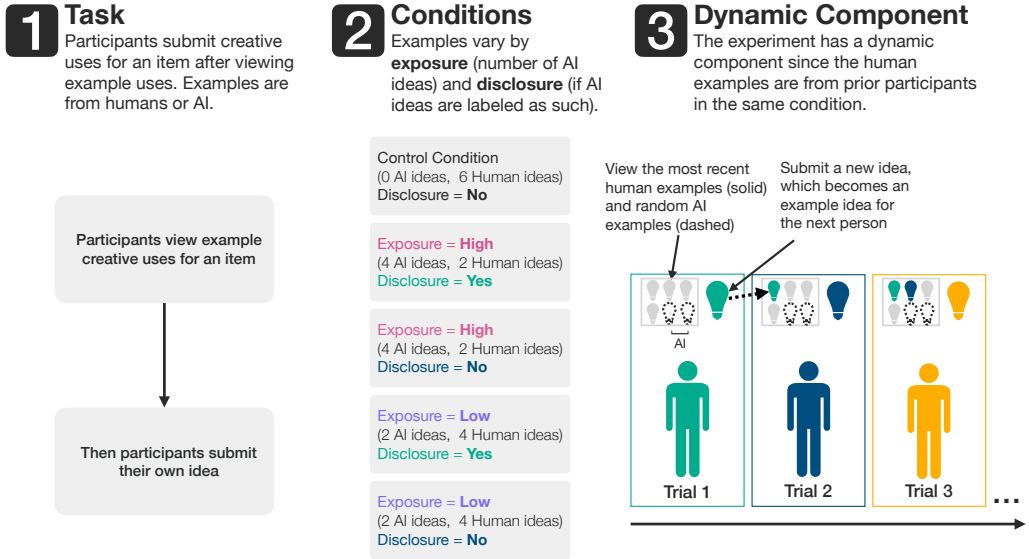 1
Task
Participants submit creative
uses for an item after viewing
example uses. Examples are
from humans or AI.
Participants view example
creative uses for an item
Then participants submit
their own idea
2
Conditions
Examples vary by
exposure (number of AI
ideas) and disclosure (if AI
ideas are labeled as such).
Control Condition
(0 AI ideas, 6 Human ideas)
Disclosure = No
Exposure = High
(4 AI ideas, 2 Human ideas)
Disclosure = Yes
Exposure = High
(4 AI ideas, 2 Human ideas)
Disclosure = No
Exposure = Low
(2 AI ideas, 4 Human ideas)
Disclosure = Yes
Exposure = Low
(2 AI ideas, 4 Human ideas)
Disclosure = No
3
Dynamic Component
The experiment has a dynamic
component since the human
examples are from prior participants
in the same condition.
View the most recent
human examples (solid)
and random AI
examples (dashed)
Submit a new idea,
which becomes an
example idea for
the next person
AI
Trial 1
Trial 2
Trial 3
...